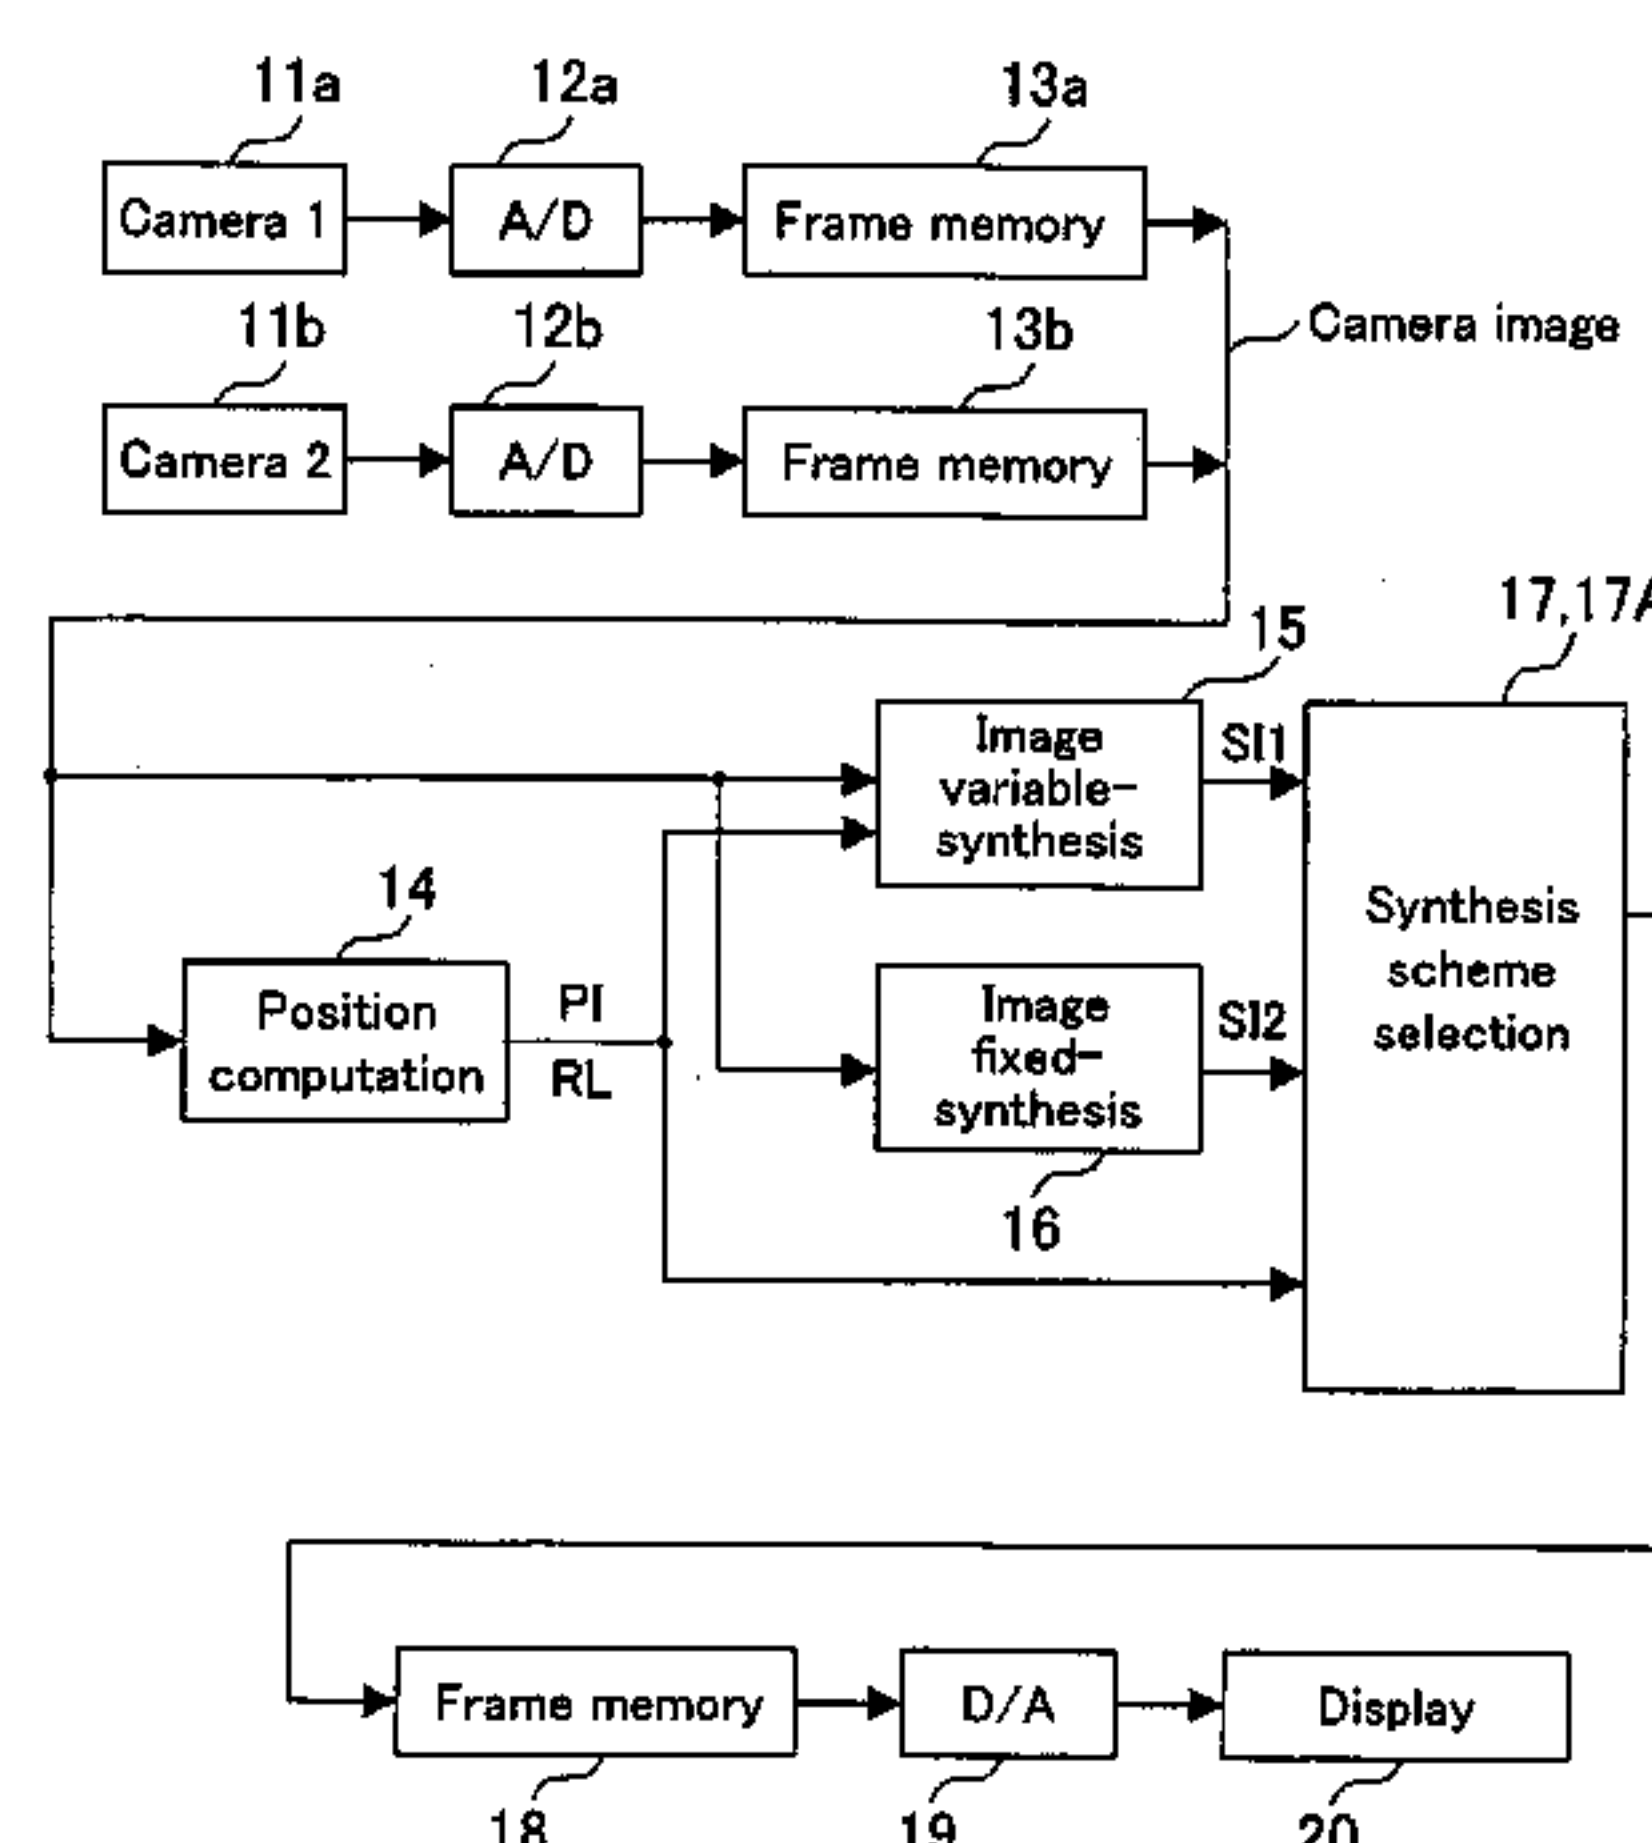 11a
12a
13a
Camera 1
A/D
Frame memory
11b
12b
13b
Camera image
Camera 2
A/D
Frame memory
17,17A
15
Image
variable-
synthesis
SI1
14
Position
computation
PI
RL
Image
fixed-
synthesis
SI2
16
Synthesis
scheme
selection
Frame memory
D/A
Display
18
19
20